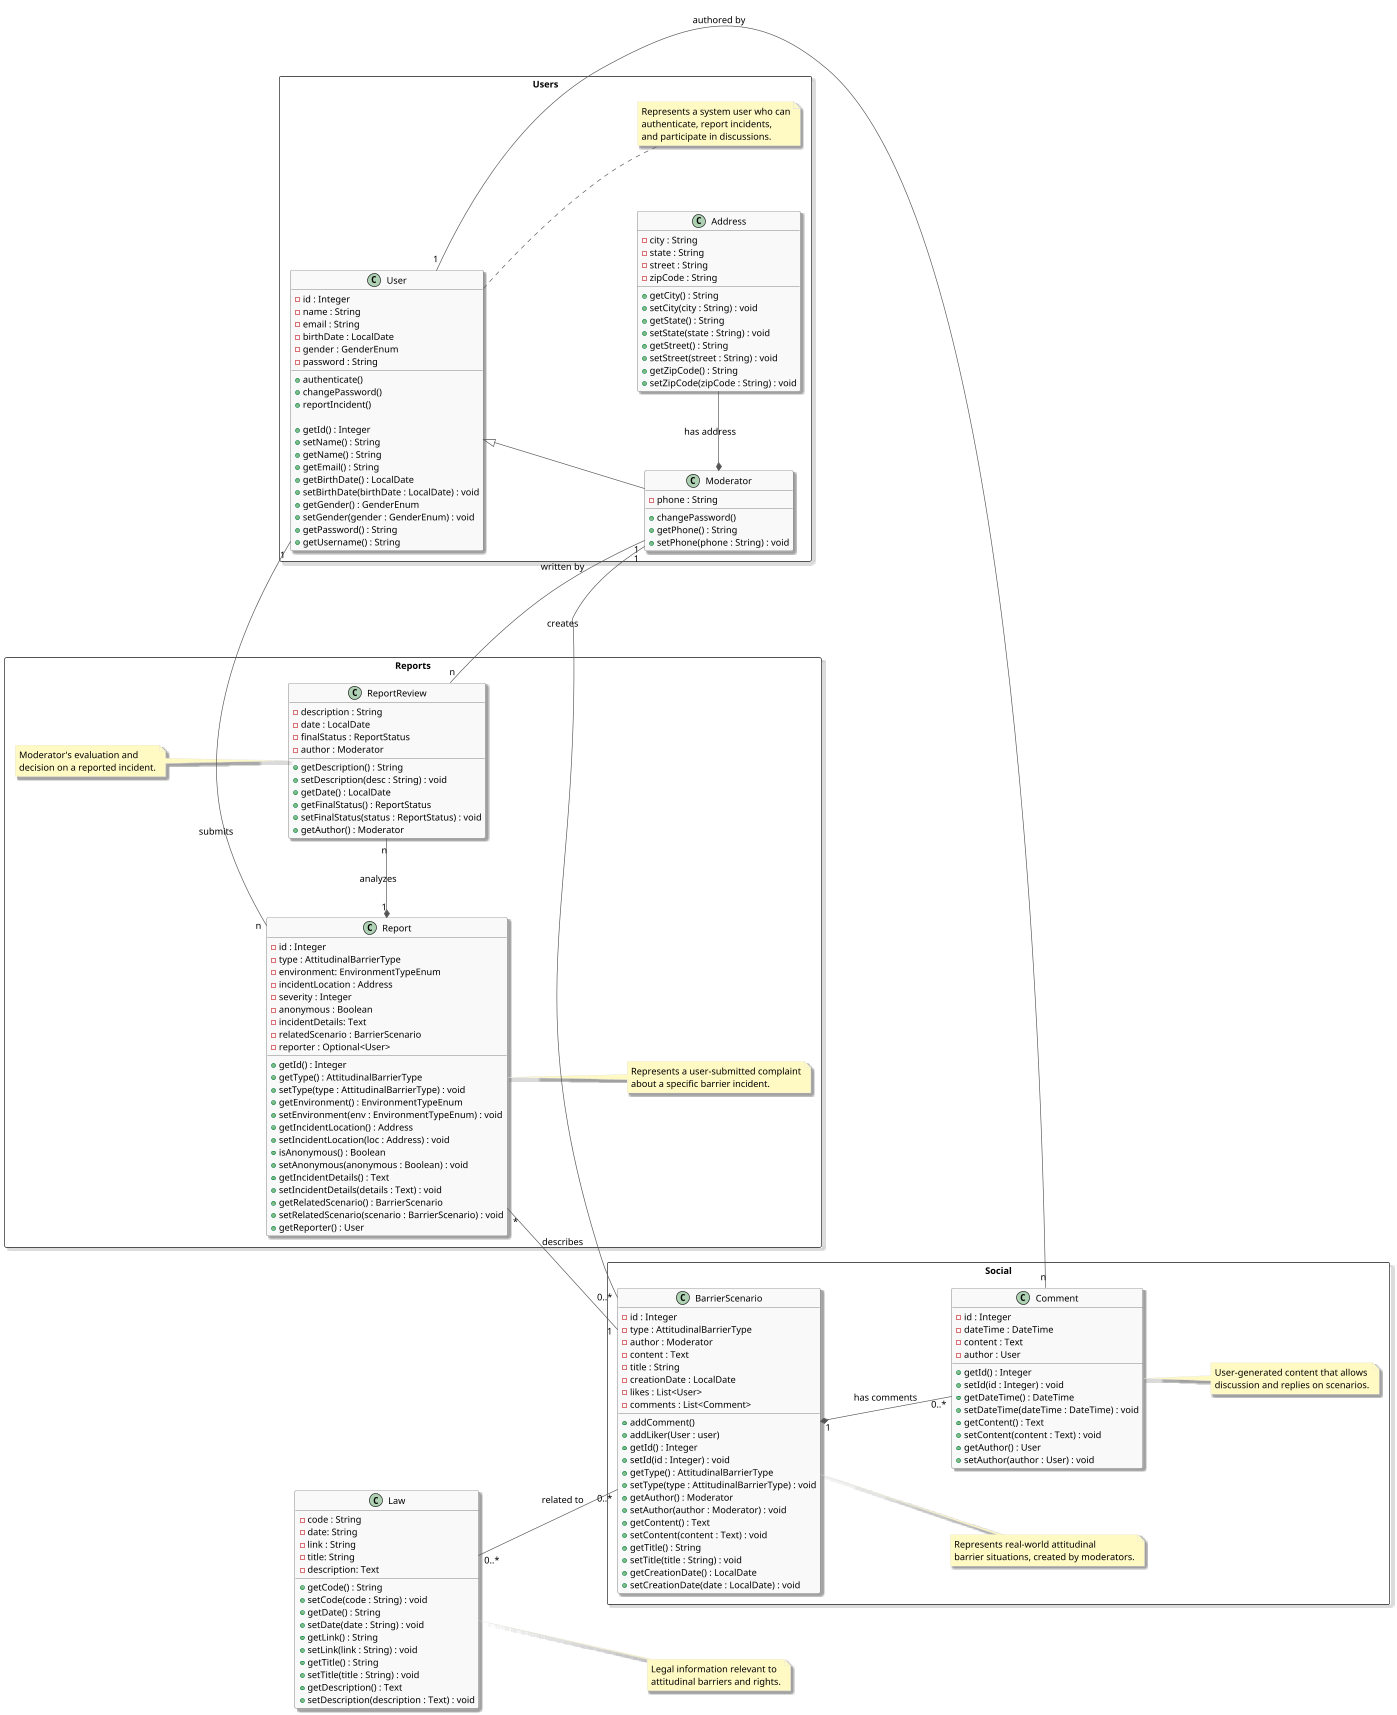 authored by
Users
Represents a system user who can
authenticate, report incidents,
and participate in discussions.
C Address
city : String
state : String
street : String
zipCode : String
getCity() : String
setCity(city : String) : void
getState() : String
setState(state : String) : void
getStreet() : String
setStreet(street : String) : void
getZipCode() : String
setZipCode(zipCode : String) : void
1
C User
id : Integer
name : String
email : String
birthDate : LocalDate
gender : GenderEnum
password : String
authenticate()
changePassword()
reportIncident()
getId() : Integer
setName() : String
getName() : String
getEmail() : String
getBirthDate() : LocalDate
setBirthDate(birthDate : LocalDate) : void
getGender() : GenderEnum
setGender(gender : GenderEnum) : void
getPassword() : String
getUsername() : String
has address
C Moderator
phone : String
changePassword()
getPhone() : String
setPhone(phone : String) : void
1
1
1
written by
creates
Reports
n
C ReportReview
description : String
date : LocalDate
finalStatus : ReportStatus
author : Moderator
getDescription() : String
setDescription(desc : String) : void
getDate() : LocalDate
getFinalStatus() : ReportStatus
setFinalStatus(status : ReportStatus) : void
getAuthor() : Moderator
Moderator's evaluation and
decision on a reported incident.
submits
n
analyzes
1
n
C Report
id : Integer
type : AttitudinalBarrierType
environment: EnvironmentTypeEnum
incidentLocation : Address
severity : Integer
anonymous : Boolean
incidentDetails: Text
relatedScenario : BarrierScenario
reporter : Optional<User>
getId() : Integer
getType() : AttitudinalBarrierType
setType(type : AttitudinalBarrierType) : void
getEnvironment() : EnvironmentTypeEnum
setEnvironment(env : EnvironmentTypeEnum) : void
getIncidentLocation() : Address
setIncidentLocation(loc : Address) : void
isAnonymous() : Boolean
setAnonymous(anonymous : Boolean) : void
getIncidentDetails() : Text
setIncidentDetails(details : Text) : void
getRelatedScenario() : BarrierScenario
setRelatedScenario(scenario : BarrierScenario) : void
getReporter() : User
Represents a user-submitted complaint
about a specific barrier incident.
*
describes
Social
0..*
1
n
C BarrierScenario
id : Integer
type : AttitudinalBarrierType
author : Moderator
content : Text
title : String
creationDate : LocalDate
likes : List<User>
comments : List<Comment>
addComment()
addLiker(User : user)
getId() : Integer
setId(id : Integer) : void
getType() : AttitudinalBarrierType
setType(type : AttitudinalBarrierType) : void
getAuthor() : Moderator
setAuthor(author : Moderator) : void
getContent() : Text
setContent(content : Text) : void
getTitle() : String
setTitle(title : String) : void
getCreationDate() : LocalDate
setCreationDate(date : LocalDate) : void
C Comment
id : Integer
dateTime : DateTime
content : Text
author : User
getId() : Integer
setId(id : Integer) : void
getDateTime() : DateTime
setDateTime(dateTime : DateTime) : void
getContent() : Text
setContent(content : Text) : void
getAuthor() : User
setAuthor(author : User) : void
User-generated content that allows
discussion and replies on scenarios.
has comments
0..*
1
Represents real-world attitudinal
barrier situations, created by moderators.
related to
0..*
0..*
C Law
code : String
date: String
link : String
title: String
description: Text
getCode() : String
setCode(code : String) : void
getDate() : String
setDate(date : String) : void
getLink() : String
setLink(link : String) : void
getTitle() : String
setTitle(title : String) : void
getDescription() : Text
setDescription(description : Text) : void
Legal information relevant to
attitudinal barriers and rights.